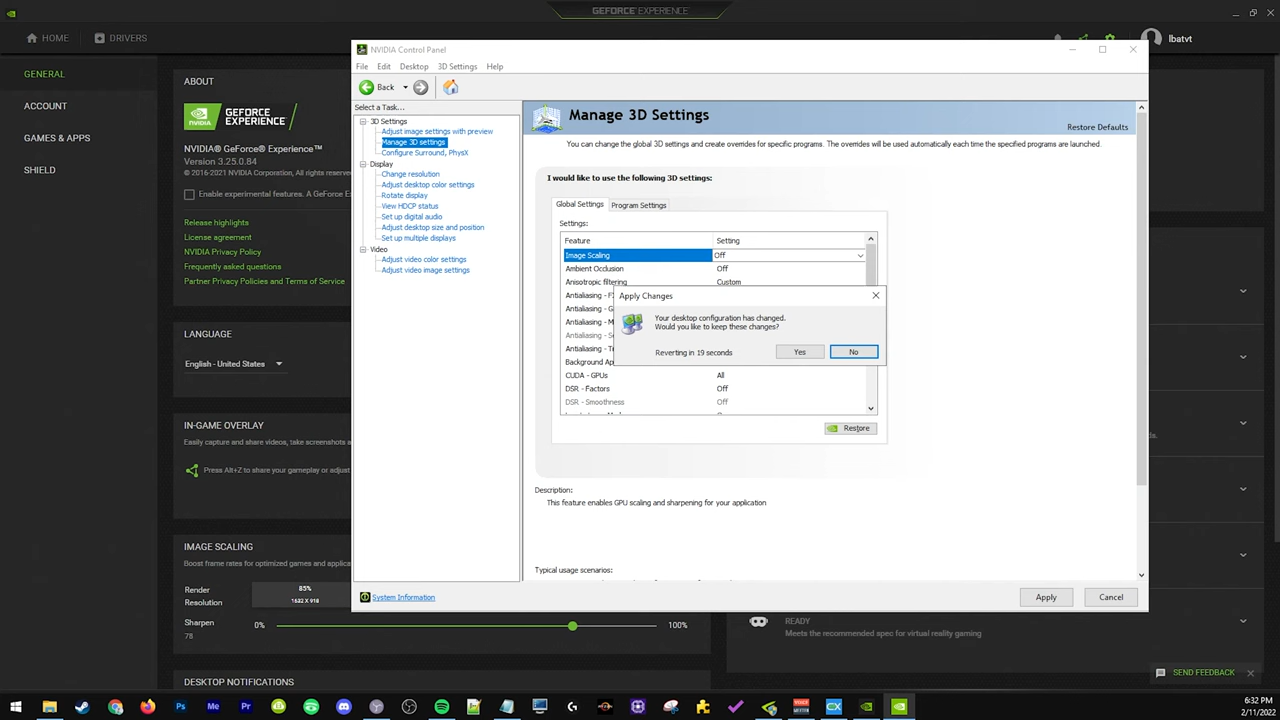 GEFORCE EXPERIENCE
HOME
DRIVERS
lbatvt
GENERAL
ACCOUNT
GAMES & APPS
SHIELD
ABOUT
GEFORCE
EXPERIENCE
NVIDIA® GeForce® Experience™
Version 3.25.0.84
© 2016-2021 NVIDIA Corporation, All rights
Enable experimental features. A GeForce E
Release highlights
License agreement
NVIDIA Privacy Policy
Frequently asked questions
Partner Privacy Policies and Terms of Service
LANGUAGE
English - United States
IN-GAME OVERLAY
Easily capture and share videos, take screenshots a
Press Alt+Z to share your gameplay or adjust
IMAGE SCALING
Boost frame rates for optimized games and applica
Render
Resolution
85%
1632 X 918
Sharpen
78
0%
100%
DESKTOP NOTIFICATIONS
NVIDIA Control Panel
File Edit Desktop 3D Settings Help
Back
Select a Task...
3D Settings
Adjust image settings with preview
Manage 3D settings
Configure Surround, PhysX
Display
Change resolution
Adjust desktop color settings
Rotate display
View HDCP status
Set up digital audio
Adjust desktop size and position
Set up multiple displays
Video
Adjust video color settings
Adjust video image settings
System Information
Manage 3D Settings
Restore Defaults
You can change the global 3D settings and create overrides for specific programs. The overrides will be used automatically each time the specified programs are launched.
I would like to use the following 3D settings:
Global Settings Program Settings
Settings:
Feature Setting
Image Scaling Off
Ambient Occlusion Off
Anisotropic filtering Custom
Antialiasing - F
Antialiasing - G
Antialiasing - M
Antialiasing - S
Antialiasing - T
Background Ap
CUDA - GPUs All
DSR - Factors Off
DSR - Smoothness Off
Apply Changes
Your desktop configuration has changed.
Would you like to keep these changes?
Reverting in 19 seconds
Yes
No
Restore
Description:
This feature enables GPU scaling and sharpening for your application
Typical usage scenarios:
Apply
Cancel
READY
Meets the recommended spec for virtual reality gaming
SEND FEEDBACK
6:32 PM
2/11/2022